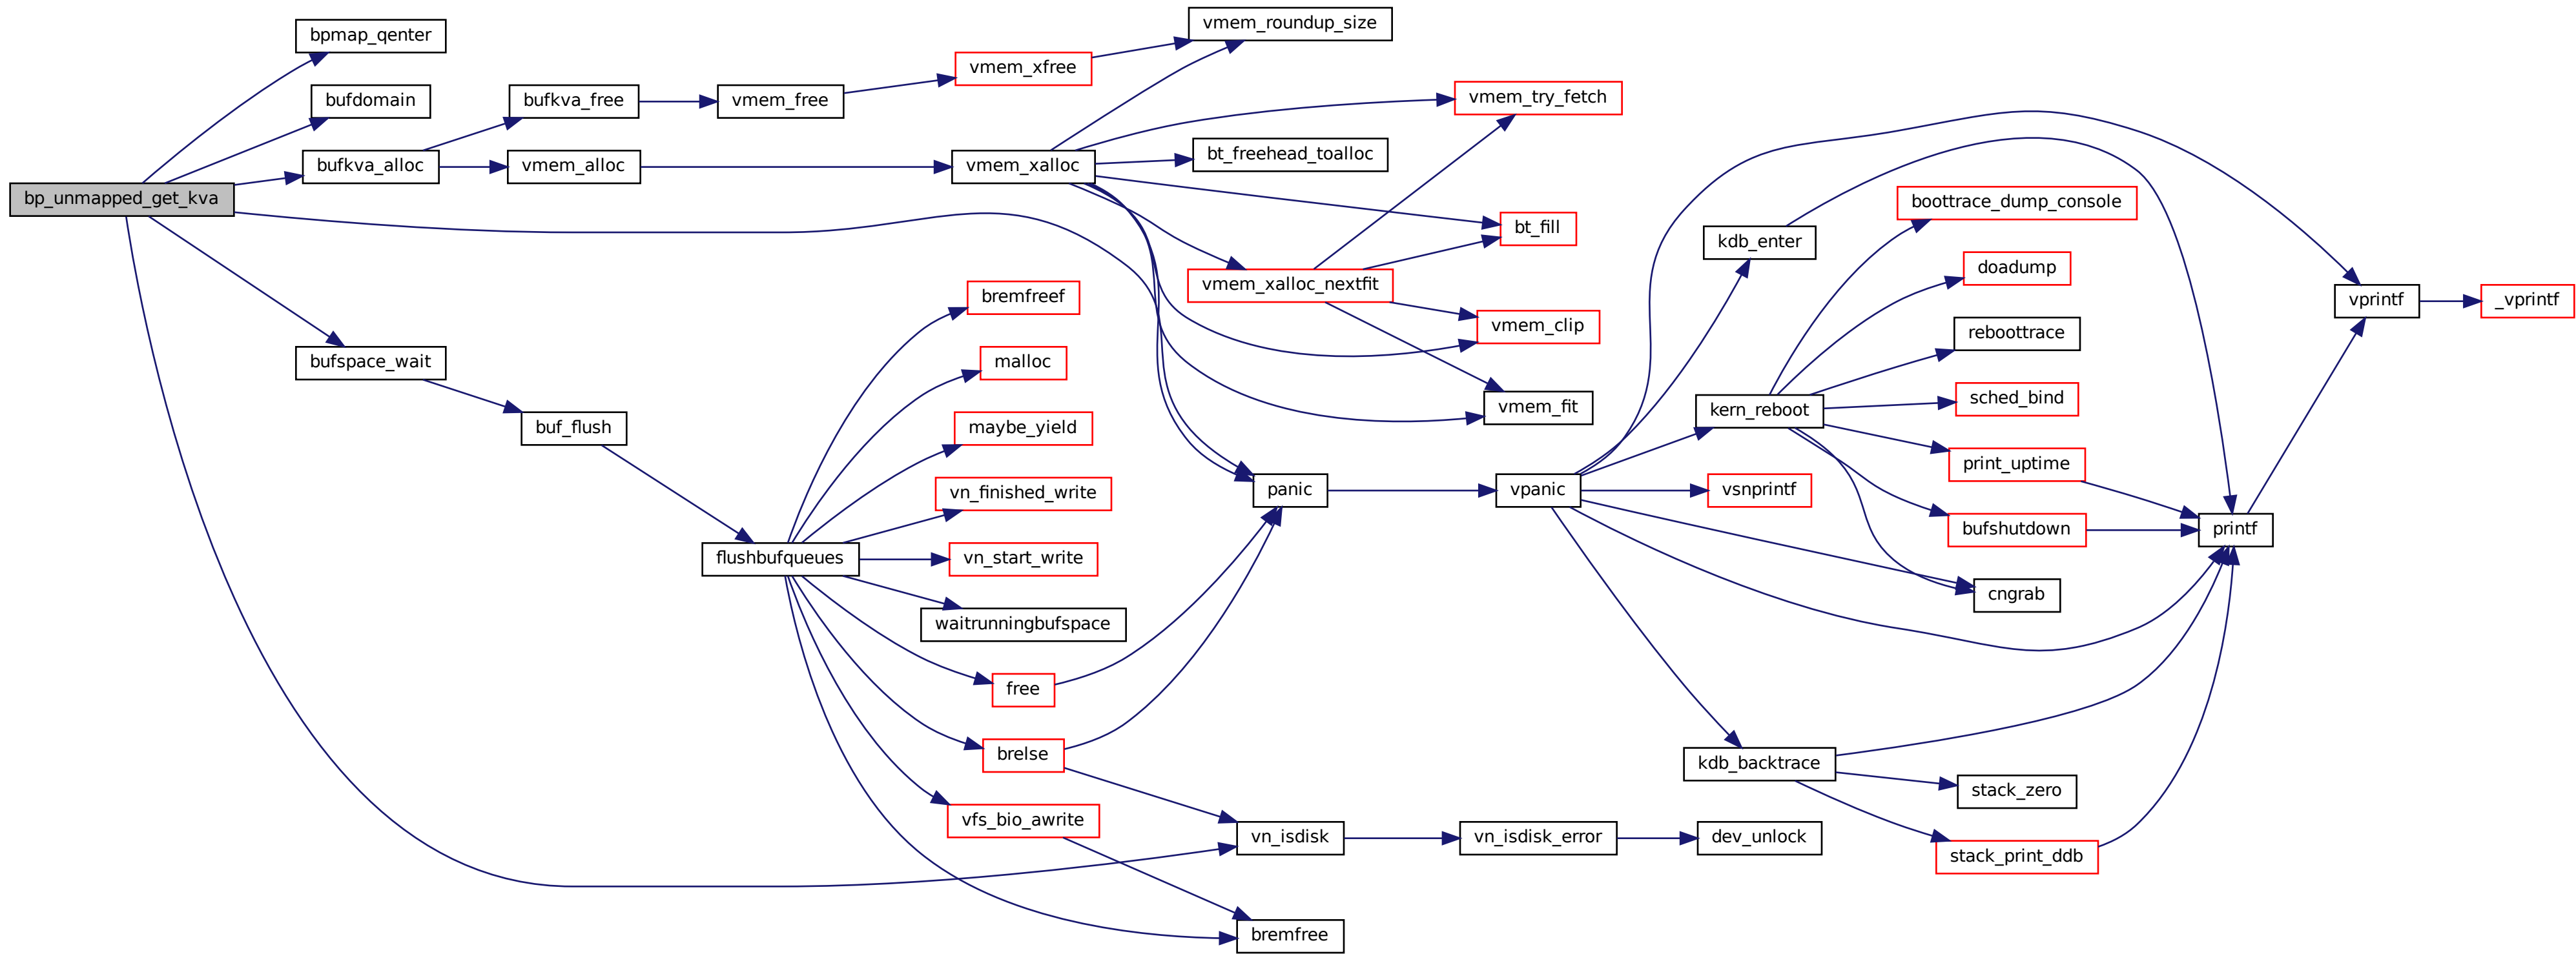 bp_unmapped_get_kva
bpmap_qenter
bufdomain
bufkva_alloc
bufspace_wait
bufkva_free
vmem_alloc
buf_flush
vmem_free
flushbufqueues
vmem_xfree
vmem_xalloc
bremfreef
malloc
maybe_yield
vn_finished_write
vn_start_write
waitrunningbufspace
free
brelse
vfs_bio_awrite
vmem_roundup_size
bt_freehead_toalloc
vmem_xalloc_nextfit
panic
vn_isdisk
bremfree
vmem_try_fetch
bt_fill
vmem_clip
vmem_fit
vpanic
vn_isdisk_error
kdb_enter
kern_reboot
vsnprintf
kdb_backtrace
dev_unlock
boottrace_dump_console
doadump
reboottrace
sched_bind
print_uptime
bufshutdown
cngrab
stack_zero
stack_print_ddb
printf
vprintf
_vprintf